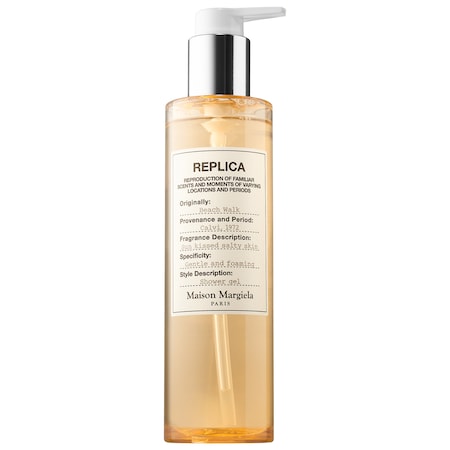 REPLICA
REPRODUCTION OF FAMILIAR
SCENTS AND MOMENTS OF VARYING
LOCATIONS AND PERIODS
Originally:
Beach Walk
Provenance and Period:
Calvi, 1972
Fragrance Description:
Sun kissed salty skin
Specificity:
Gentle and foaming
Style Description:
Shower gel
Maison Margiela
PARIS